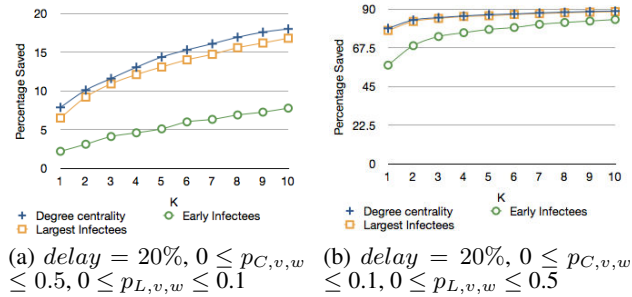 20
15
10
5
0
Percentage Saved
1 2 3 4 5 6 7 8 9 10
K
Degree centrality
Early Infectees
Largest Infectees
90
67.5
45
22.5
0
Percentage Saved
1 2 3 4 5 6 7 8 9 10
K
Degree centrality
Early Infectees
Largest Infectees
(a) delay = 20%, 0 ≤ p_{C,v,w}
≤ 0.5, 0 ≤ p_{L,v,w} ≤ 0.1
(b) delay = 20%, 0 ≤ p_{C,v,w}
≤ 0.1, 0 ≤ p_{L,v,w} ≤ 0.5